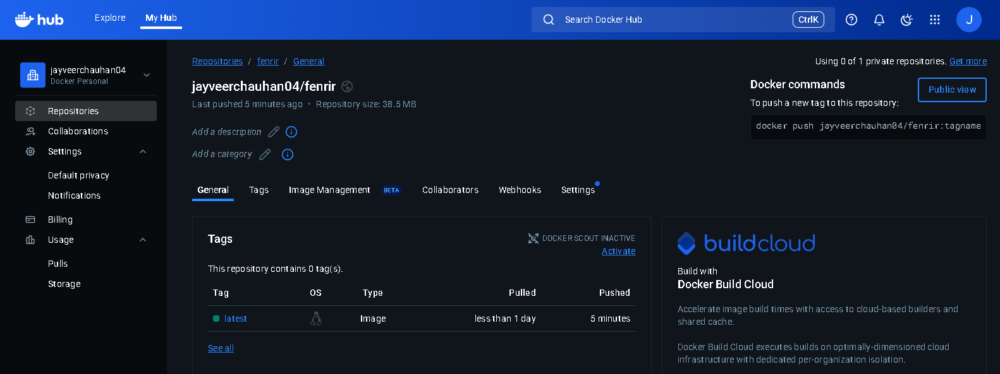 hub
Explore
My Hub
Search Docker Hub
CtrlK
J
jayveerchauhan04
Docker Personal
Repositories
Collaborations
Settings
Default privacy
Notifications
Billing
Usage
Pulls
Storage
Repositories / fenrir / General
Using 0 of 1 private repositories. Get more
jayveerchauhan04/fenrir
Last pushed 5 minutes ago • Repository size: 38.5 MB
Add a description
Add a category
Docker commands
Public view
To push a new tag to this repository:
docker push jayveerchauhan04/fenrir:tagname
General
Tags
Image Management BETA
Collaborators
Webhooks
Settings
Tags
DOCKER SCOUT INACTIVE
Activate
This repository contains 0 tag(s).
Tag OS Type Pulled Pushed
latest Image less than 1 day 5 minutes
See all
buildcloud
Build with
Docker Build Cloud
Accelerate image build times with access to cloud-based builders and
shared cache.
Docker Build Cloud executes builds on optimally-dimensioned cloud
infrastructure with dedicated per-organization isolation.